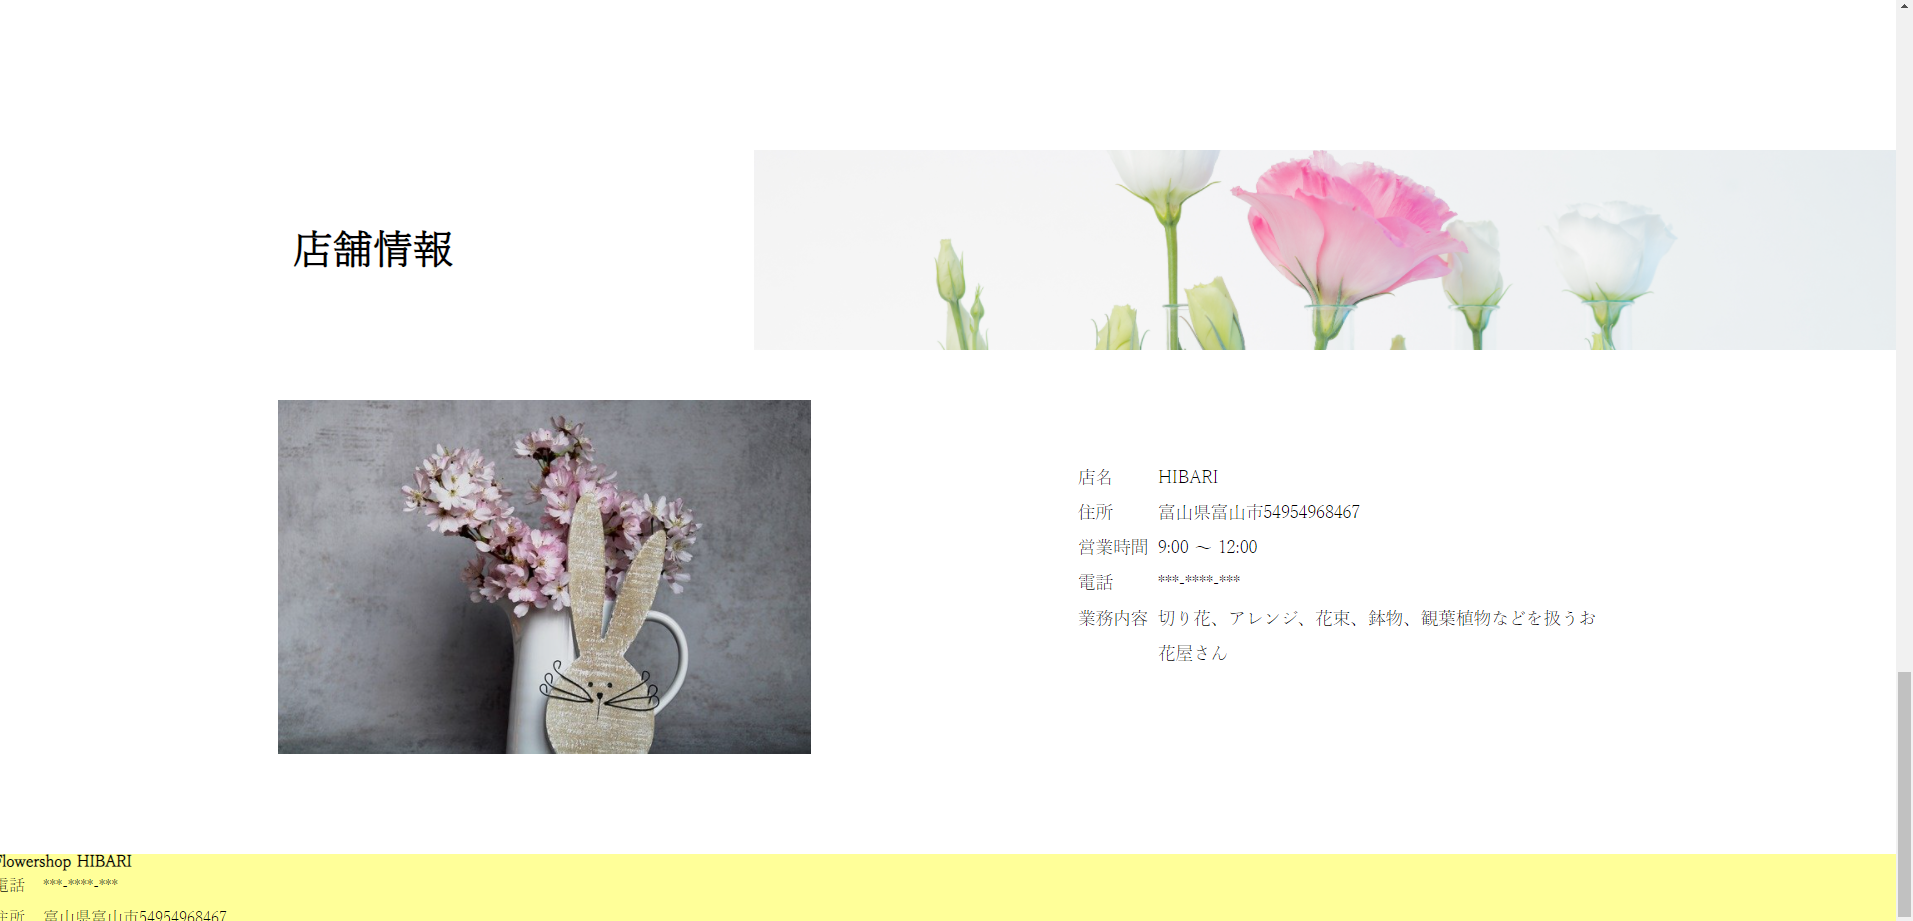 店舗情報
店名 HIBARI
住所 富山県富山市54954968467
営業時間 9:00 ～ 12:00
電話 ***-****-***
業務内容 切り花、アレンジ、花束、鉢物、観葉植物などを扱うお
花屋さん
Flowershop HIBARI
電話 ***-****-***
住所 富山県富山市54954968467